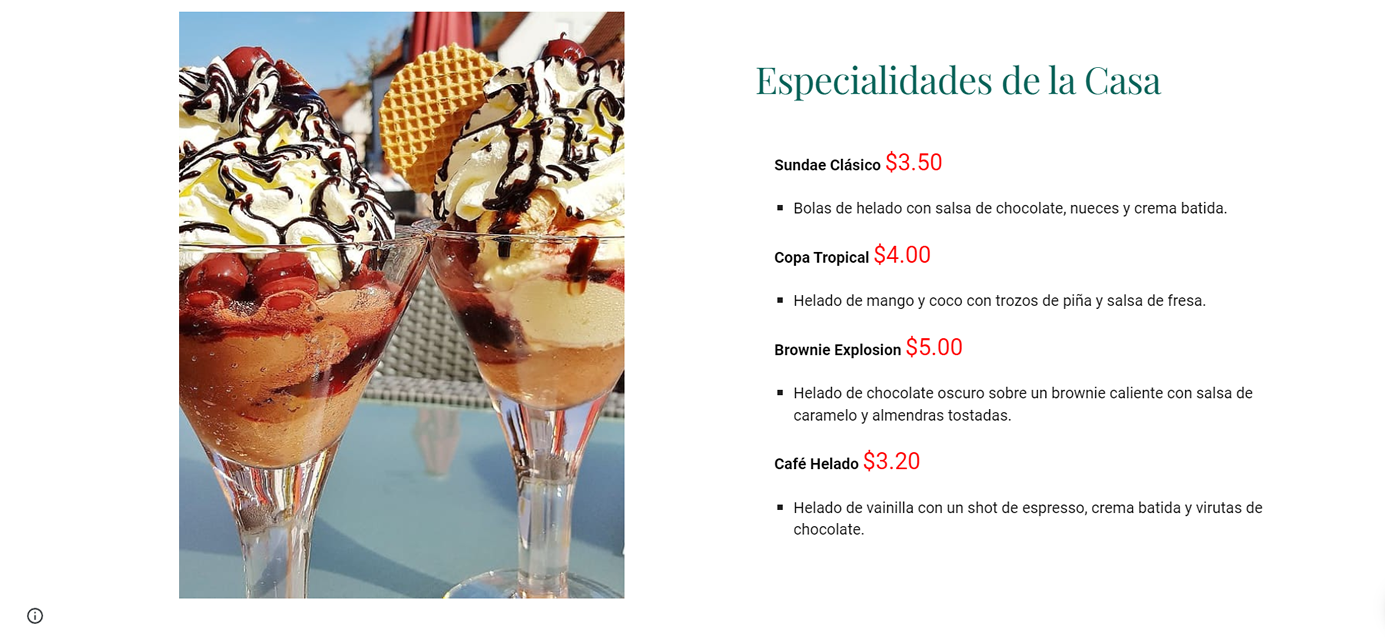 Especialidades de la Casa
Sundae Clásico $3.50
▪ Bolas de helado con salsa de chocolate, nueces y crema batida.
Copa Tropical $4.00
▪ Helado de mango y coco con trozos de piña y salsa de fresa.
Brownie Explosion $5.00
▪ Helado de chocolate oscuro sobre un brownie caliente con salsa de
caramelo y almendras tostadas.
Café Helado $3.20
▪ Helado de vainilla con un shot de espresso, crema batida y virutas de
chocolate.